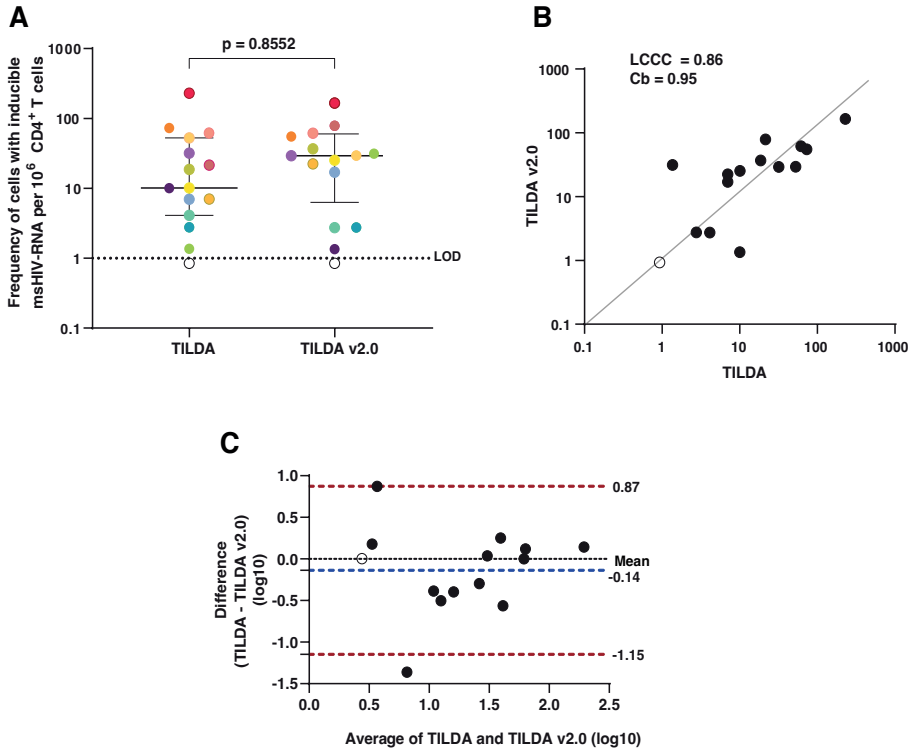 A
p = 0.8552
Frequency of cells with inducible
msHIV-RNA per 10⁶ CD4⁺ T cells
1000
100
10
1
0.1
LOD
TILDA
TILDA v2.0
B
LCCC = 0.86
Cb = 0.95
TILDA v2.0
1000
100
10
1
0.1
0.1
1
10
100
1000
TILDA
C
Difference
(TILDA - TILDA v2.0)
(log10)
1.0
0.5
0.0
-0.5
-1.0
-1.5
0.87
Mean
-0.14
-1.15
0.0
0.5
1.0
1.5
2.0
2.5
Average of TILDA and TILDA v2.0 (log10)